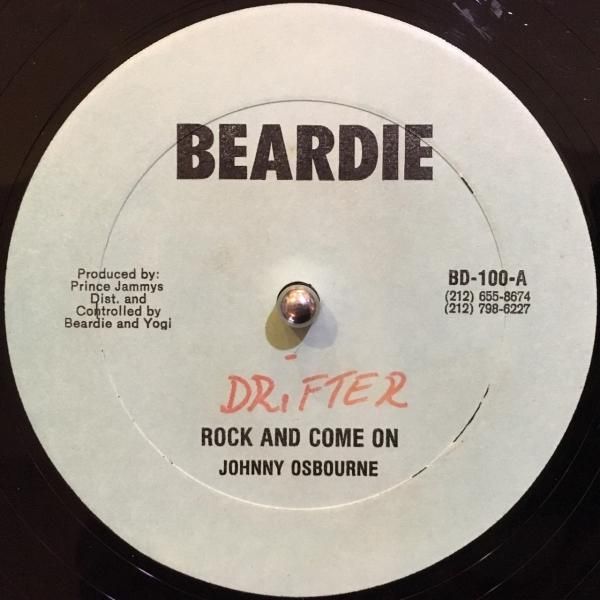 BEARDIE
Produced by:
Prince Jammys
Dist. and
Controlled by
Beardie and Yogi
BD-100-A
(212) 655-8674
(212) 798-6227
DRiFTER
ROCK AND COME ON
JOHNNY OSBOURNE